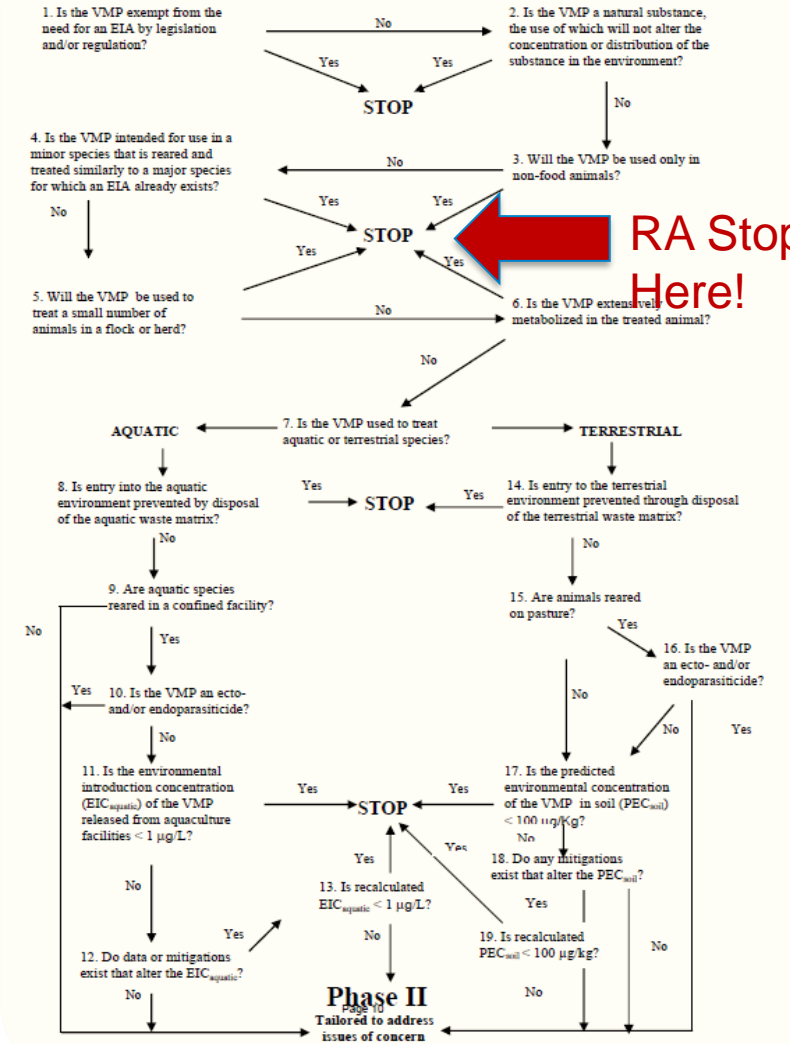 1. Is the VMP exempt from the
need for an EIA by legislation
and/or regulation?
No
2. Is the VMP a natural substance,
the use of which will not alter the
concentration or distribution of the
substance in the environment?
Yes
Yes
STOP
No
4. Is the VMP intended for use in a
minor species that is reared and
treated similarly to a major species
for which an EIA already exists?
No
3. Will the VMP be used only in
non-food animals?
No
Yes
Yes
STOP
RA Stop
Here!
Yes
Yes
5. Will the VMP be used to
treat a small number of
animals in a flock or herd?
No
6. Is the VMP extensively
metabolized in the treated animal?
No
AQUATIC
7. Is the VMP used to treat
aquatic or terrestrial species?
TERRESTRIAL
8. Is entry into the aquatic
environment prevented by disposal
of the aquatic waste matrix?
Yes
STOP
Yes
14. Is entry to the terrestrial
environment prevented through disposal
of the terrestrial waste matrix?
No
No
9. Are aquatic species
reared in a confined facility?
No
Yes
15. Are animals reared
on pasture?
Yes
16. Is the VMP
an ecto- and/or
endoparasiticide?
Yes
10. Is the VMP an ecto-
and/or endoparasiticide?
No
No
No
Yes
11. Is the environmental
introduction concentration
(EICaquatic) of the VMP
released from aquaculture
facilities < 1 µg/L?
Yes
STOP
Yes
17. Is the predicted
environmental concentration
of the VMP in soil (PECsoil)
< 100 ug/Kg?
No
Yes
18. Do any mitigations
exist that alter the PECsoil?
No
Yes
13. Is recalculated
EICaquatic < 1 µg/L?
Yes
Yes
No
19. Is recalculated
PECsoil < 100 µg/kg?
No
12. Do data or mitigations
exist that alter the EICaquatic?
No
No
Phase II
Page 10
Tailored to address
issues of concern